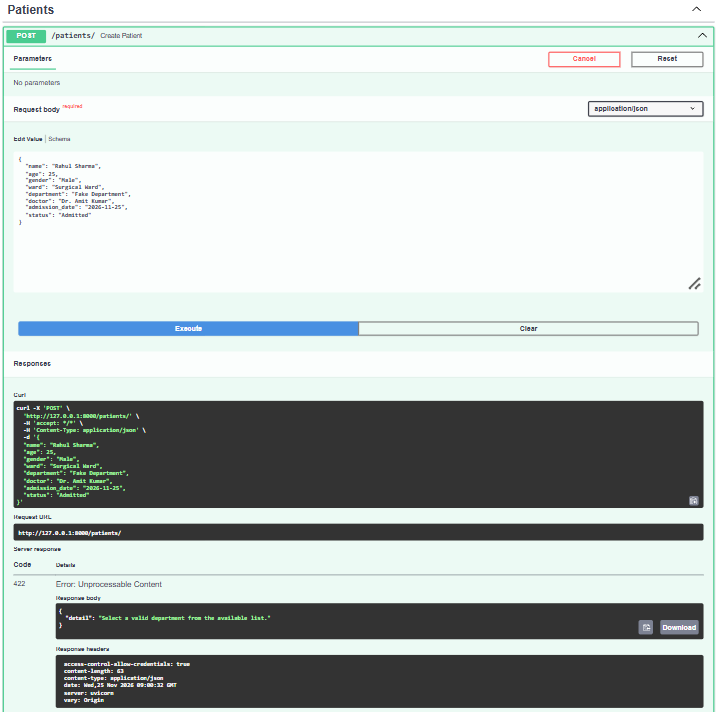 Patients
POST /patients/ Create Patient
Parameters
Cancel
Reset
No parameters
Request body required
application/json
Edit Value | Schema
{
"name": "Rahul Sharma",
"age": 25,
"gender": "Male",
"ward": "Surgical Ward",
"department": "Fake Department",
"doctor": "Dr. Amit Kumar",
"admission_date": "2026-11-25",
"status": "Admitted"
}
Execute
Clear
Responses
Curl
curl -X 'POST' \
'http://127.0.0.1:8000/patients/' \
-H 'accept: */*' \
-H 'Content-Type: application/json' \
-d '{
"name": "Rahul Sharma",
"age": 25,
"gender": "Male",
"ward": "Surgical Ward",
"department": "Fake Department",
"doctor": "Dr. Amit Kumar",
"admission_date": "2026-11-25",
"status": "Admitted"
}'
Request URL
http://127.0.0.1:8000/patients/
Server response
Code Details
422 Error: Unprocessable Content
Response body
{
"detail": "Select a valid department from the available list."
}
Download
Response headers
access-control-allow-credentials: true
content-length: 63
content-type: application/json
date: Wed,25 Nov 2026 09:00:32 GMT
server: uvicorn
vary: Origin